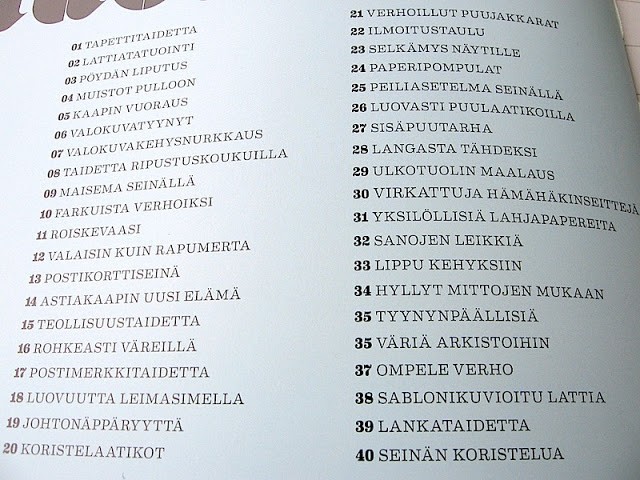 01 TAPETTITAIDETTA
02 LATTIATATUOINTI
03 PÖYDÄN LIPUTUS
04 MUISTOT PULLOON
05 KAAPIN VUORAUS
06 VALOKUVATYYNYT
07 VALOKUVAKEHYSNURKKAUS
08 TAIDETTA RIPUSTUSKOUKUILLA
09 MAISEMA SEINÄLLÄ
10 FARKUISTA VERHOIKSI
11 ROISKEVAASI
12 VALAISIN KUIN RAPUMERTA
13 POSTIKORTTISEINÄ
14 ASTIAKAAPIN UUSI ELÄMÄ
15 TEOLLISUUSTAIDETTA
16 ROHKEASTI VÄREILLÄ
17 POSTIMERKKITAIDETTA
18 LUOVUUTTA LEIMASIMELLA
19 JOHTONÄPPÄRYYTTÄ
20 KORISTELAATIKOT
21 VERHOILLUT PUUJAKKARAT
22 ILMOITUSTAULU
23 SELKÄMYS NÄYTILLE
24 PAPERIPOMPULAT
25 PEILIASETELMA SEINÄLLÄ
26 LUOVASTI PUULAATIKOILLA
27 SISÄPUUTARHA
28 LANGASTA TÄHDEKSI
29 ULKOTUOLIN MAALAUS
30 VIRKATTUJA HÄMÄHÄKINSEITTEJÄ
31 YKSILÖLLISIÄ LAHJAPAPEREITA
32 SANOJEN LEIKKIÄ
33 LIPPU KEHYKSIIN
34 HYLLYT MITTOJEN MUKAAN
35 TYYNYNPÄÄLLISIÄ
35 VÄRIÄ ARKISTOIHIN
37 OMPELE VERHO
38 SABLONIKUVIOITU LATTIA
39 LANKATAIDETTA
40 SEINÄN KORISTELUA